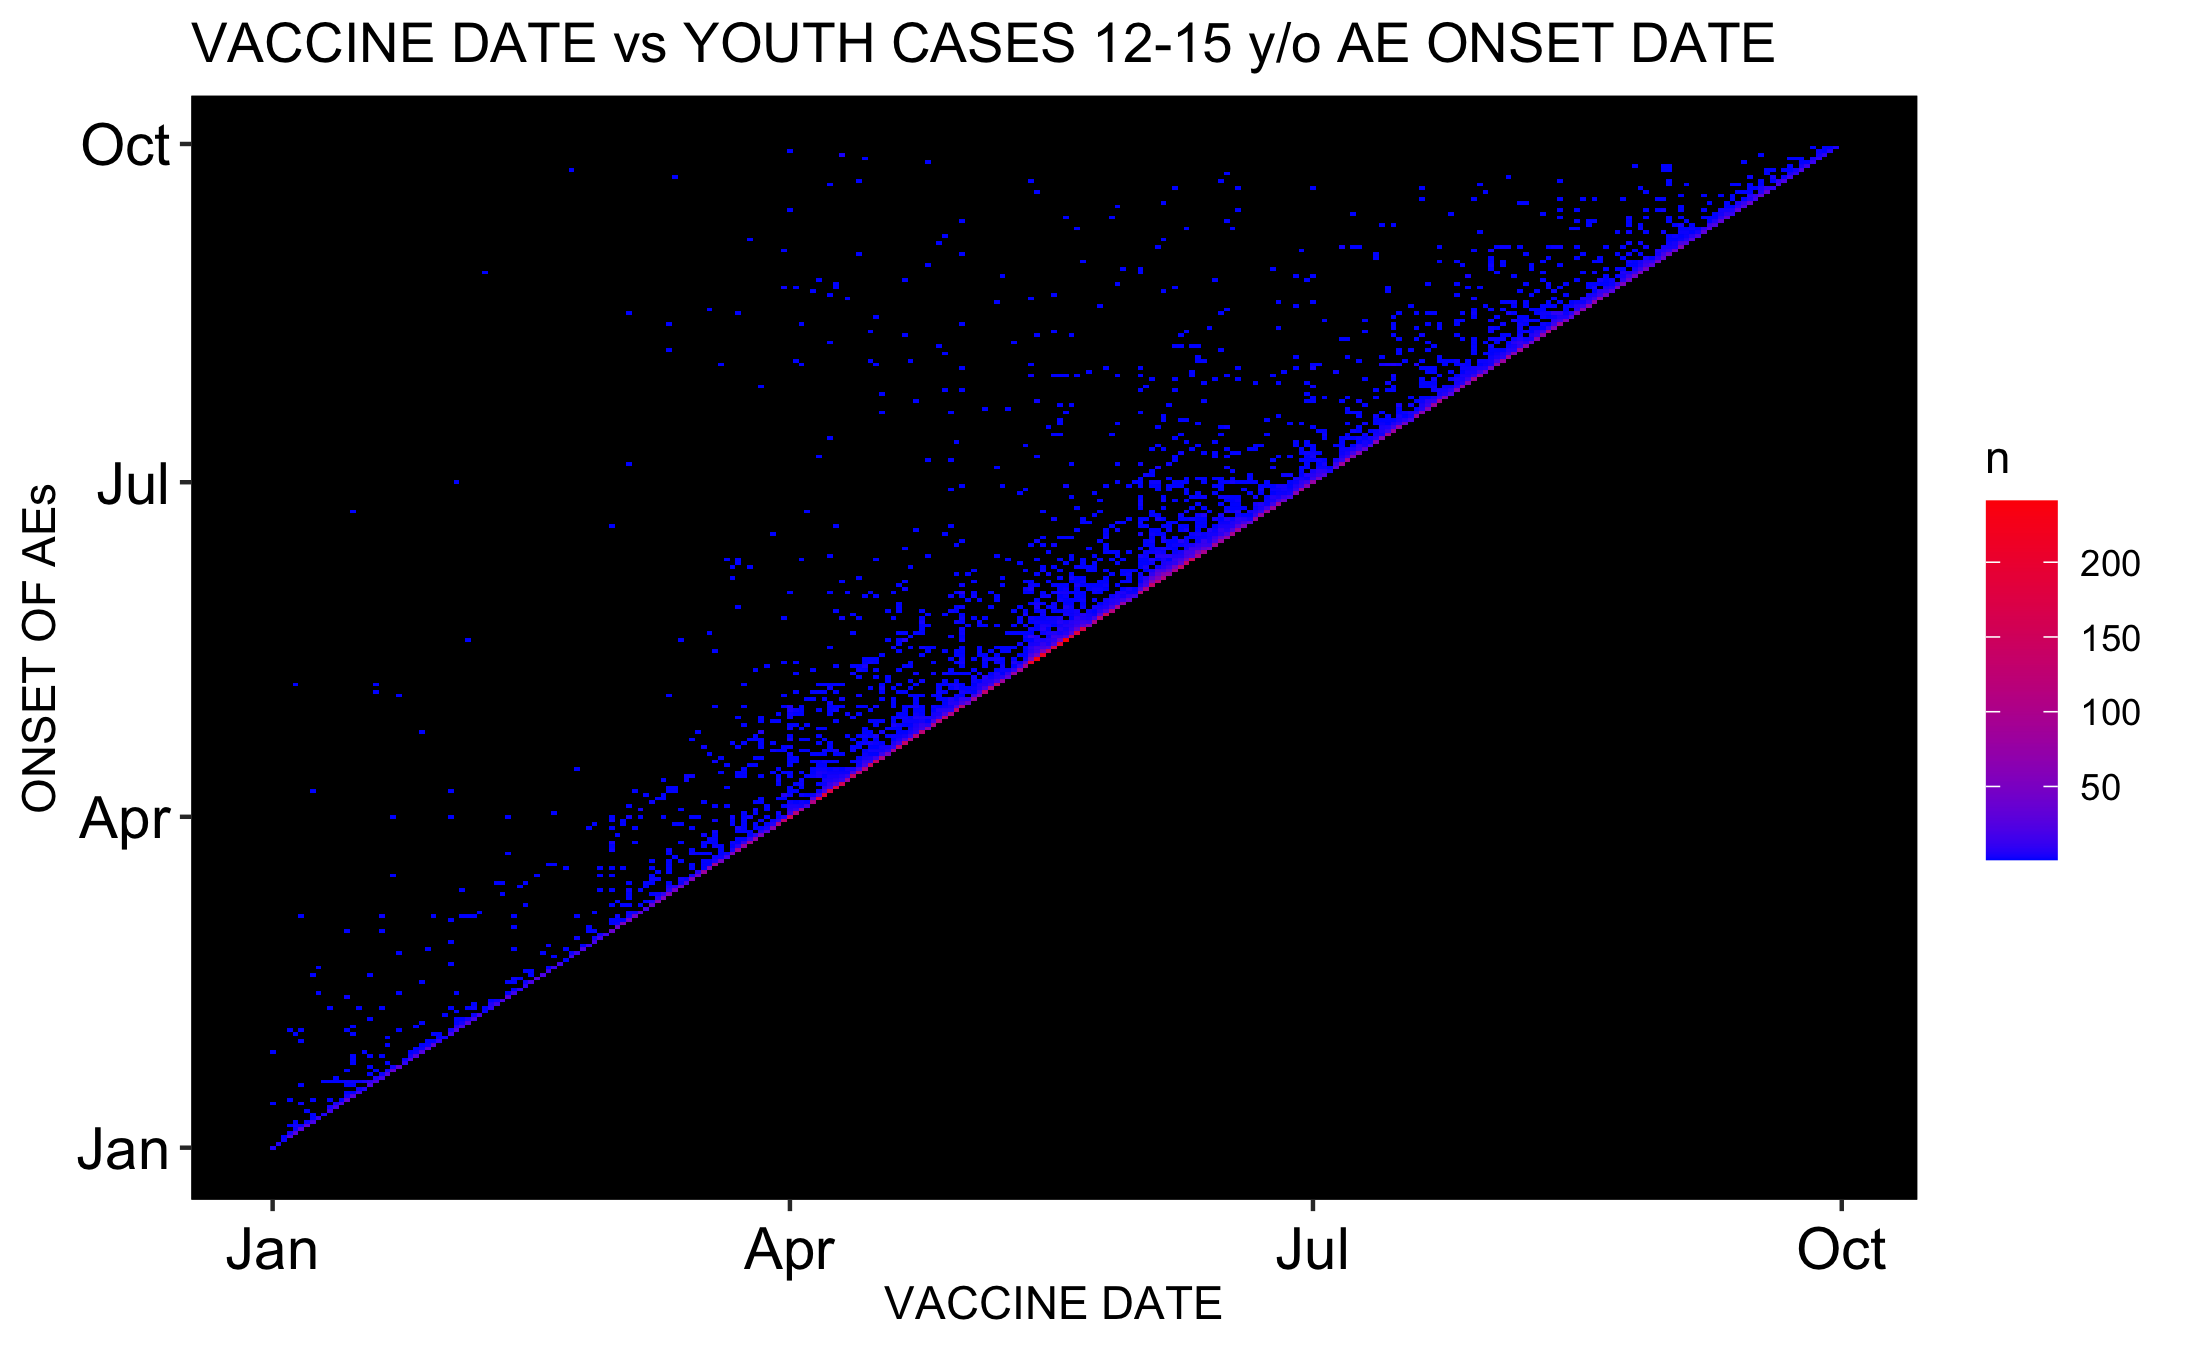 VACCINE DATE vs YOUTH CASES 12-15 y/o AE ONSET DATE
Oct
Jul
Apr
Jan
ONSET OF AEs
Jan
Apr
Jul
Oct
VACCINE DATE
n
200
150
100
50